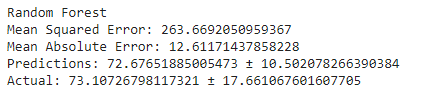 Random Forest
Mean Squared Error: 263.6692050959367
Mean Absolute Error: 12.61171437858228
Predictions: 72.67651885005473 ± 10.502078266390384
Actual: 73.10726798117321 ± 17.661067601607705